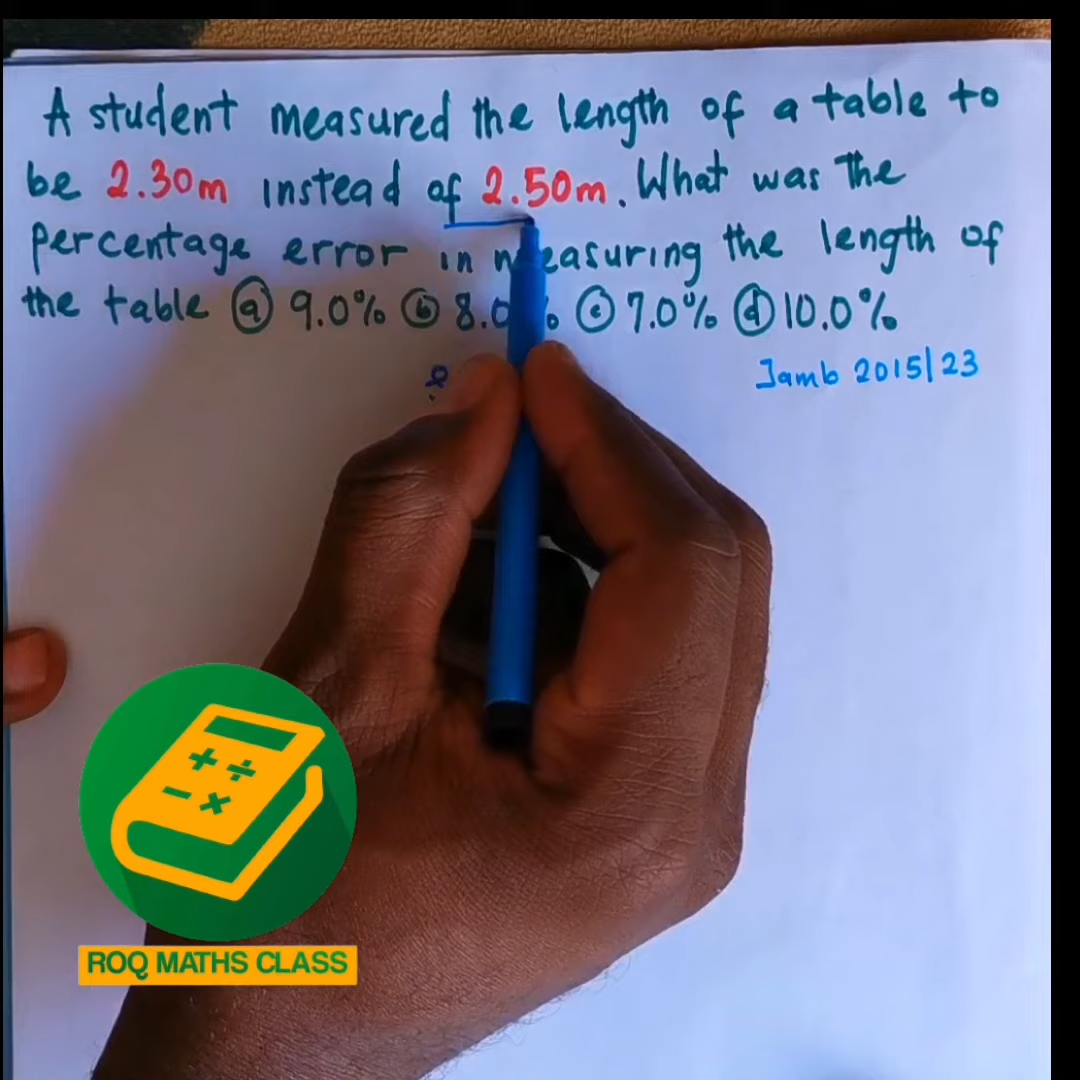 A student measured the length of a table to
be 2.30m instead of 2.50m. What was the
percentage error in measuring the length of
the table ⓐ 9.0% ⓑ 8.0% ⓒ 7.0% ⓓ 10.0%
Jamb 2015/23
ROQ MATHS CLASS